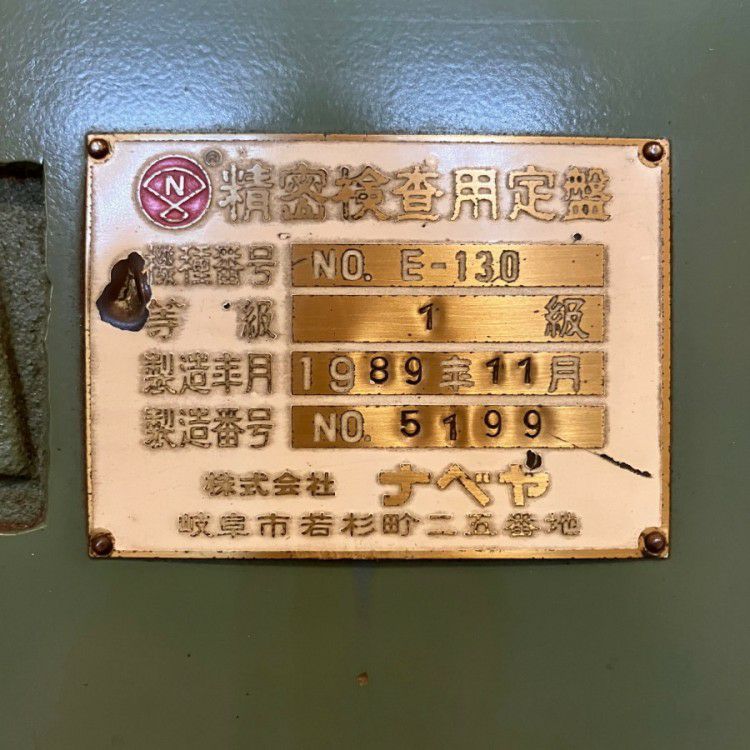 N ® 精密検査用定盤
機種番号 NO. E-130
等級 1級
製造年月 1989年11月
製造番号 NO. 5199
株式会社 ナベヤ
岐阜市若杉町二五番地